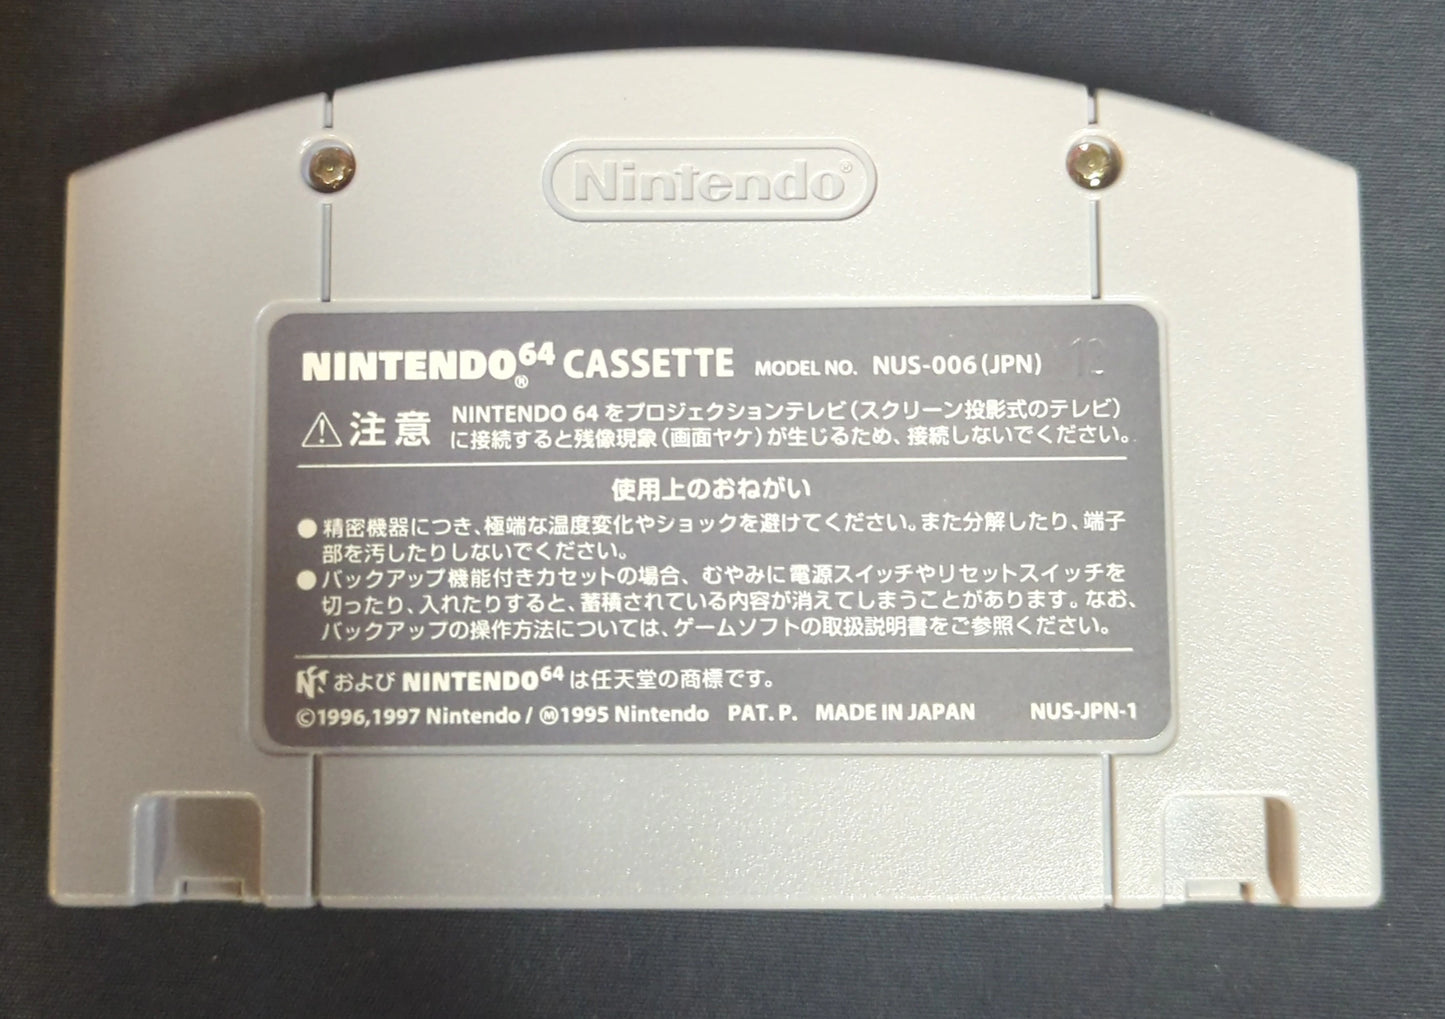 Nintendo®
NINTENDO64® CASSETTE MODEL NO. NUS-006(JPN)
⚠注意 NINTENDO 64 をプロジェクションテレビ(スクリーン投影式のテレビ)
に接続すると残像現象(画面ヤケ)が生じるため、接続しないでください。
使用上のおねがい
●精密機器につき、極端な温度変化やショックを避けてください。また分解したり、端子
部を汚したりしないでください。
●バックアップ機能付きカセットの場合、むやみに電源スイッチやリセットスイッチを
切ったり、入れたりすると、蓄積されている内容が消えてしまうことがあります。なお、
バックアップの操作方法については、ゲームソフトの取扱説明書をご参照ください。
N および NINTENDO64 は任天堂の商標です。
©1996,1997 Nintendo / Ⓜ1995 Nintendo PAT. P. MADE IN JAPAN NUS-JPN-1